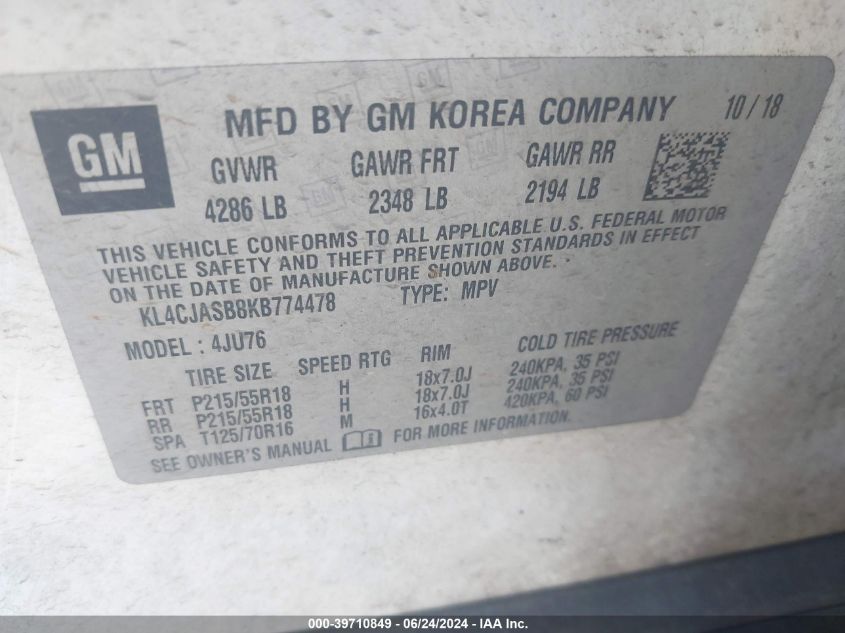 GM
MFD BY GM KOREA COMPANY 10/18
GVWR GAWR FRT GAWR RR
4286 LB 2348 LB 2194 LB
THIS VEHICLE CONFORMS TO ALL APPLICABLE U.S. FEDERAL MOTOR
VEHICLE SAFETY AND THEFT PREVENTION STANDARDS IN EFFECT
ON THE DATE OF MANUFACTURE SHOWN ABOVE.
KL4CJASB8KB774478 TYPE: MPV
MODEL : 4JU76
TIRE SIZE SPEED RTG RIM COLD TIRE PRESSURE
FRT P215/55R18 H 18x7.0J 240KPA, 35 PSI
RR P215/55R18 H 18x7.0J 240KPA, 35 PSI
SPA T125/70R16 M 16x4.0T 420KPA, 60 PSI
SEE OWNER'S MANUAL FOR MORE INFORMATION.
000-39710849 - 06/24/2024 - IAA, Inc.